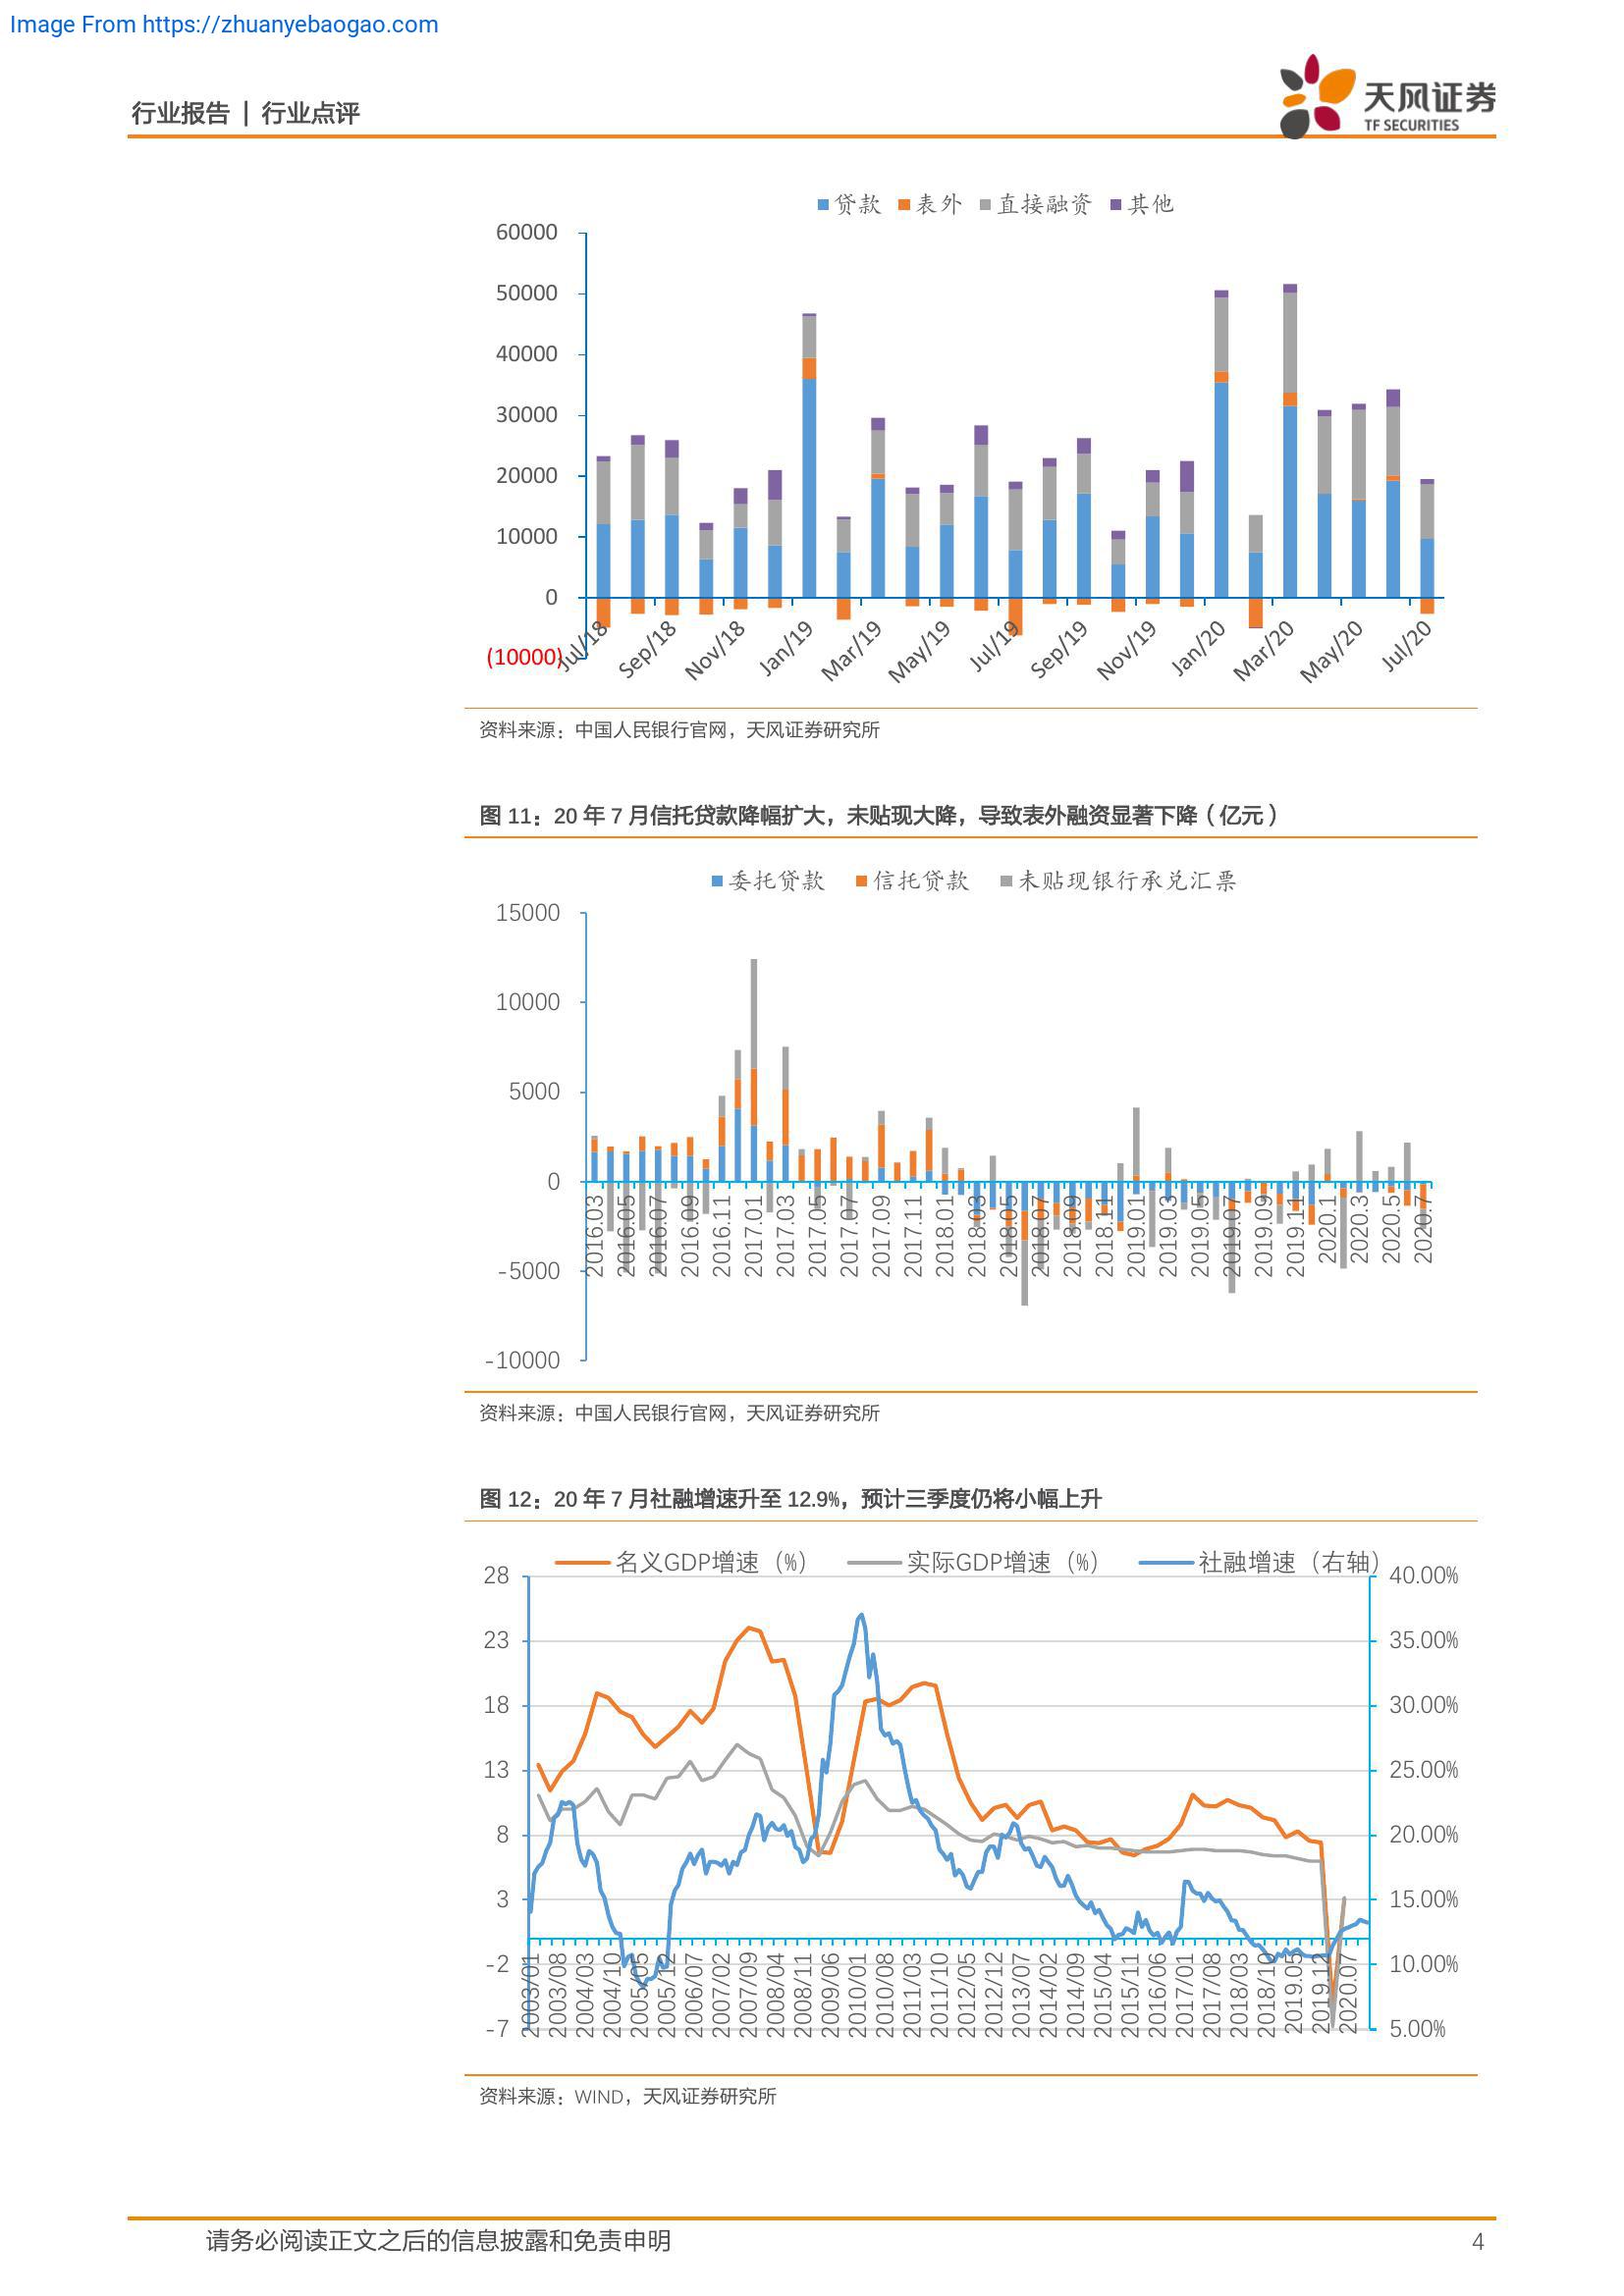 Image From https://zhuanyebaogao.com
行业报告 | 行业点评
天风证券
TF SECURITIES
贷款 表外 直接融资 其他
60000
50000
40000
30000
20000
10000
0
(10000)
Jul/18 Sep/18 Nov/18 Jan/19 Mar/19 May/19 Jul/19 Sep/19 Nov/19 Jan/20 Mar/20 May/20 Jul/20
资料来源：中国人民银行官网，天风证券研究所
图 11：20 年 7 月信托贷款降幅扩大，未贴现大降，导致表外融资显著下降（亿元）
委托贷款 信托贷款 未贴现银行承兑汇票
15000
10000
5000
0
-5000
-10000
2016.03 2016.05 2016.07 2016.09 2016.11 2017.01 2017.03 2017.05 2017.07 2017.09 2017.11 2018.01 2018.03 2018.05 2018.07 2018.09 2018.11 2019.01 2019.03 2019.05 2019.07 2019.09 2019.11 2020.1 2020.3 2020.5 2020.7
资料来源：中国人民银行官网，天风证券研究所
图 12：20 年 7 月社融增速升至 12.9%，预计三季度仍将小幅上升
名义GDP增速（%） 实际GDP增速（%） 社融增速（右轴）
28 40.00%
23 35.00%
18 30.00%
13 25.00%
8 20.00%
3 15.00%
-2 10.00%
-7 5.00%
2003/01 2003/08 2004/03 2004/10 2005/05 2005/12 2006/07 2007/02 2007/09 2008/04 2008/11 2009/06 2010/01 2010/08 2011/03 2011/10 2012/05 2012/12 2013/07 2014/02 2014/09 2015/04 2015/11 2016/06 2017/01 2017/08 2018/03 2018/10 2019.05 2019.12 2020.07
资料来源：WIND，天风证券研究所
请务必阅读正文之后的信息披露和免责申明 4